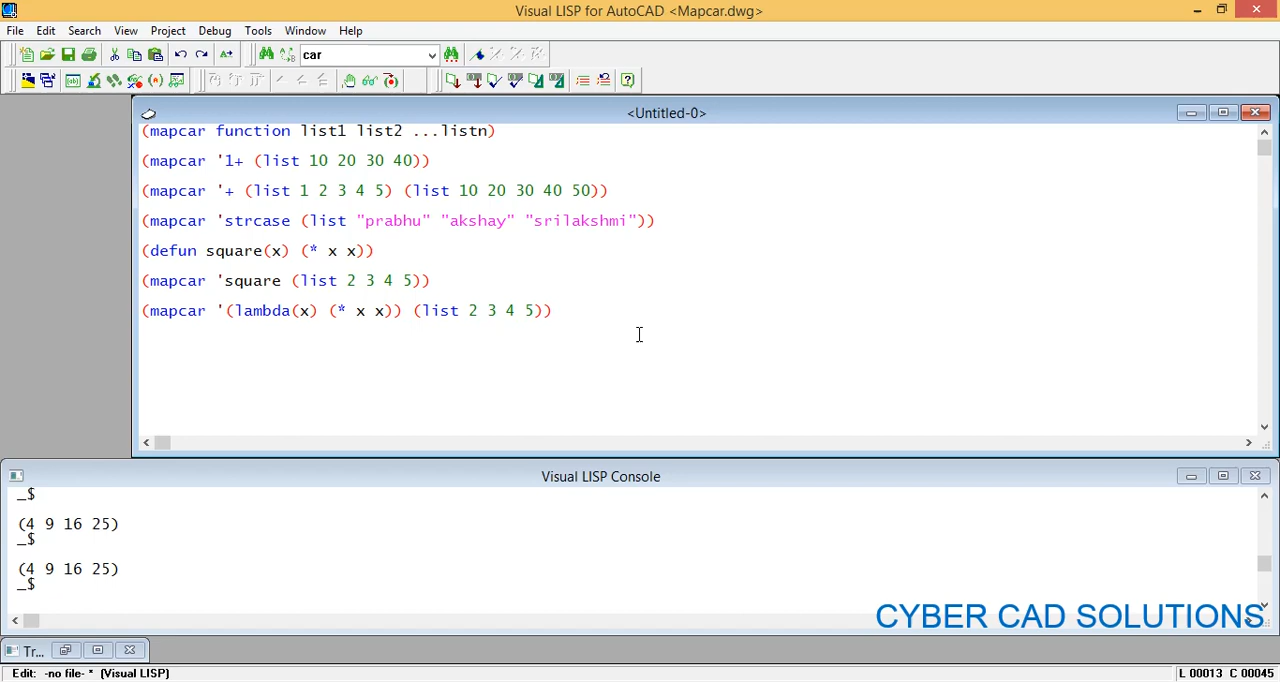 Visual LISP for AutoCAD <Mapcar.dwg>
File Edit Search View Project Debug Tools Window Help
car
<Untitled-0>
(mapcar function list1 list2 ...listn)
(mapcar '1+ (list 10 20 30 40))
(mapcar '+ (list 1 2 3 4 5) (list 10 20 30 40 50))
(mapcar 'strcase (list "prabhu" "akshay" "srilakshmi"))
(defun square(x) (* x x))
(mapcar 'square (list 2 3 4 5))
(mapcar '(lambda(x) (* x x)) (list 2 3 4 5))
Visual LISP Console
_$
(4 9 16 25)
_$
(4 9 16 25)
_$
CYBER CAD SOLUTIONS
Tr...
Edit: -no file- * (Visual LISP) L 00013 C 00045